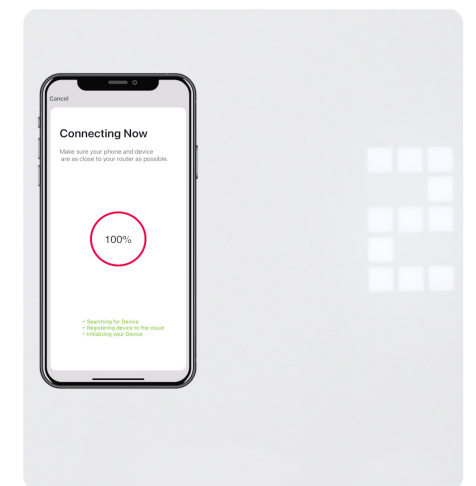 Cancel
Connecting Now
Make sure your phone and device
are as close to your router as possible.
100%
Searching for Device
Registering device to the cloud
Initializing your Device
2